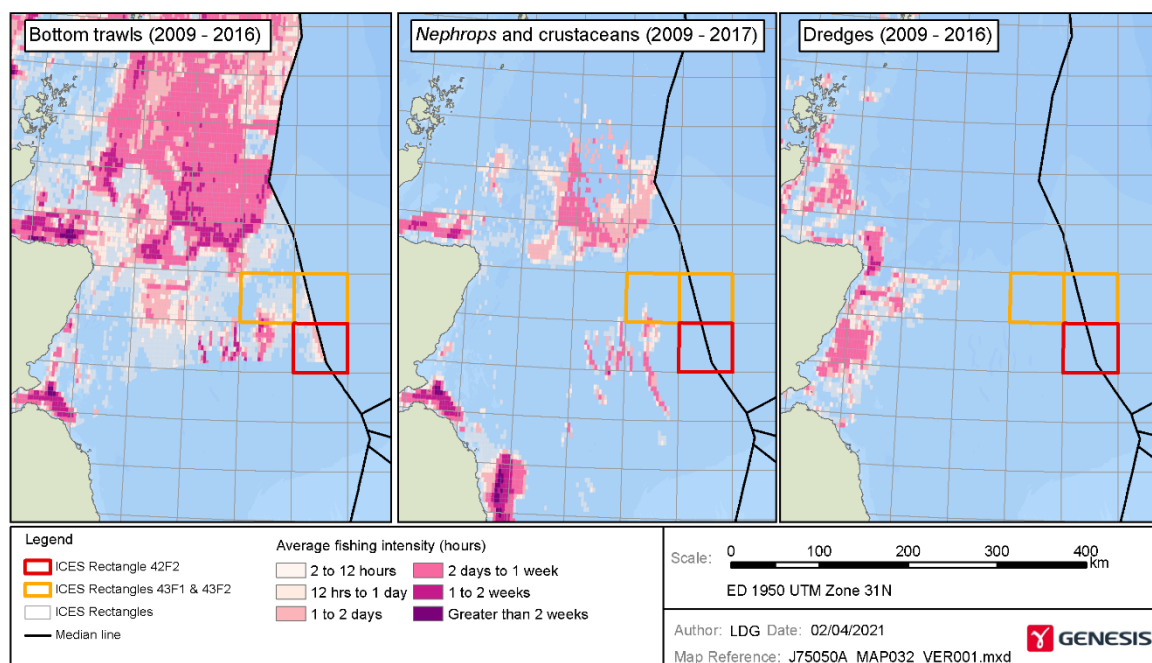 Bottom trawls (2009 - 2016)
Nephrops and crustaceans (2009 - 2017)
Dredges (2009 - 2016)
Legend
ICES Rectangle 42F2
ICES Rectangles 43F1 & 43F2
ICES Rectangles
Median line
Average fishing intensity (hours)
2 to 12 hours
12 hrs to 1 day
1 to 2 days
2 days to 1 week
1 to 2 weeks
Greater than 2 weeks
Scale: 0 100 200 300 400
km
ED 1950 UTM Zone 31N
Author: LDG Date: 02/04/2021
Map Reference: J75050A_MAP032_VER001.mxd
GENESIS